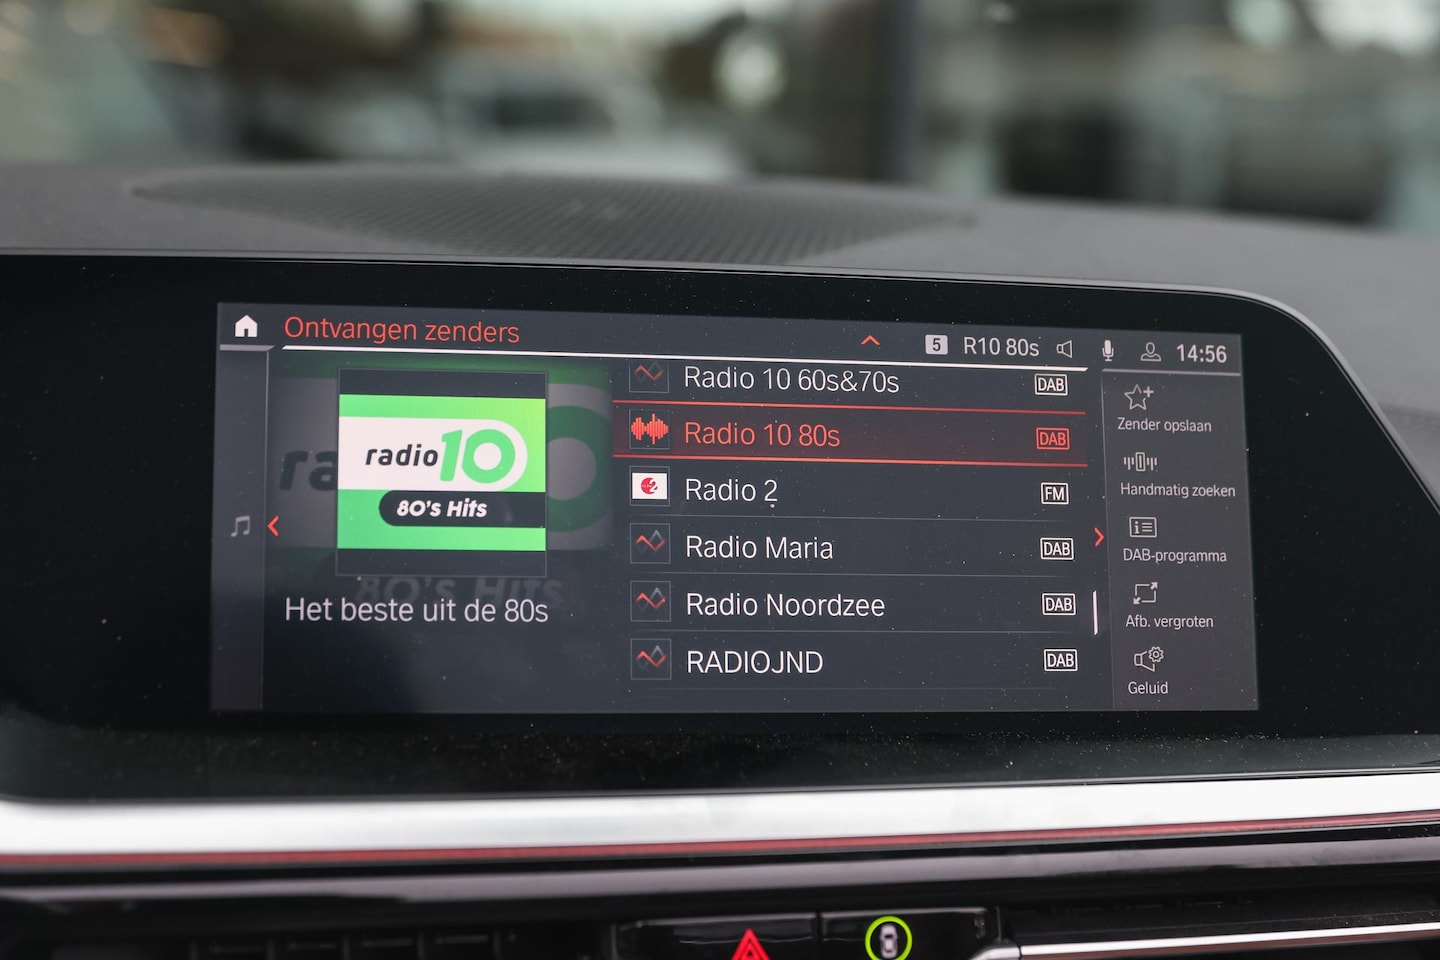 Ontvangen zenders
5 R10 80s 14:56
radio 10
80's Hits
Het beste uit de 80s
Radio 10 60s&70s DAB
Radio 10 80s DAB
Radio 2 FM
Radio Maria DAB
Radio Noordzee DAB
RADIOJND DAB
Zender opslaan
Handmatig zoeken
DAB-programma
Afb. vergroten
Geluid